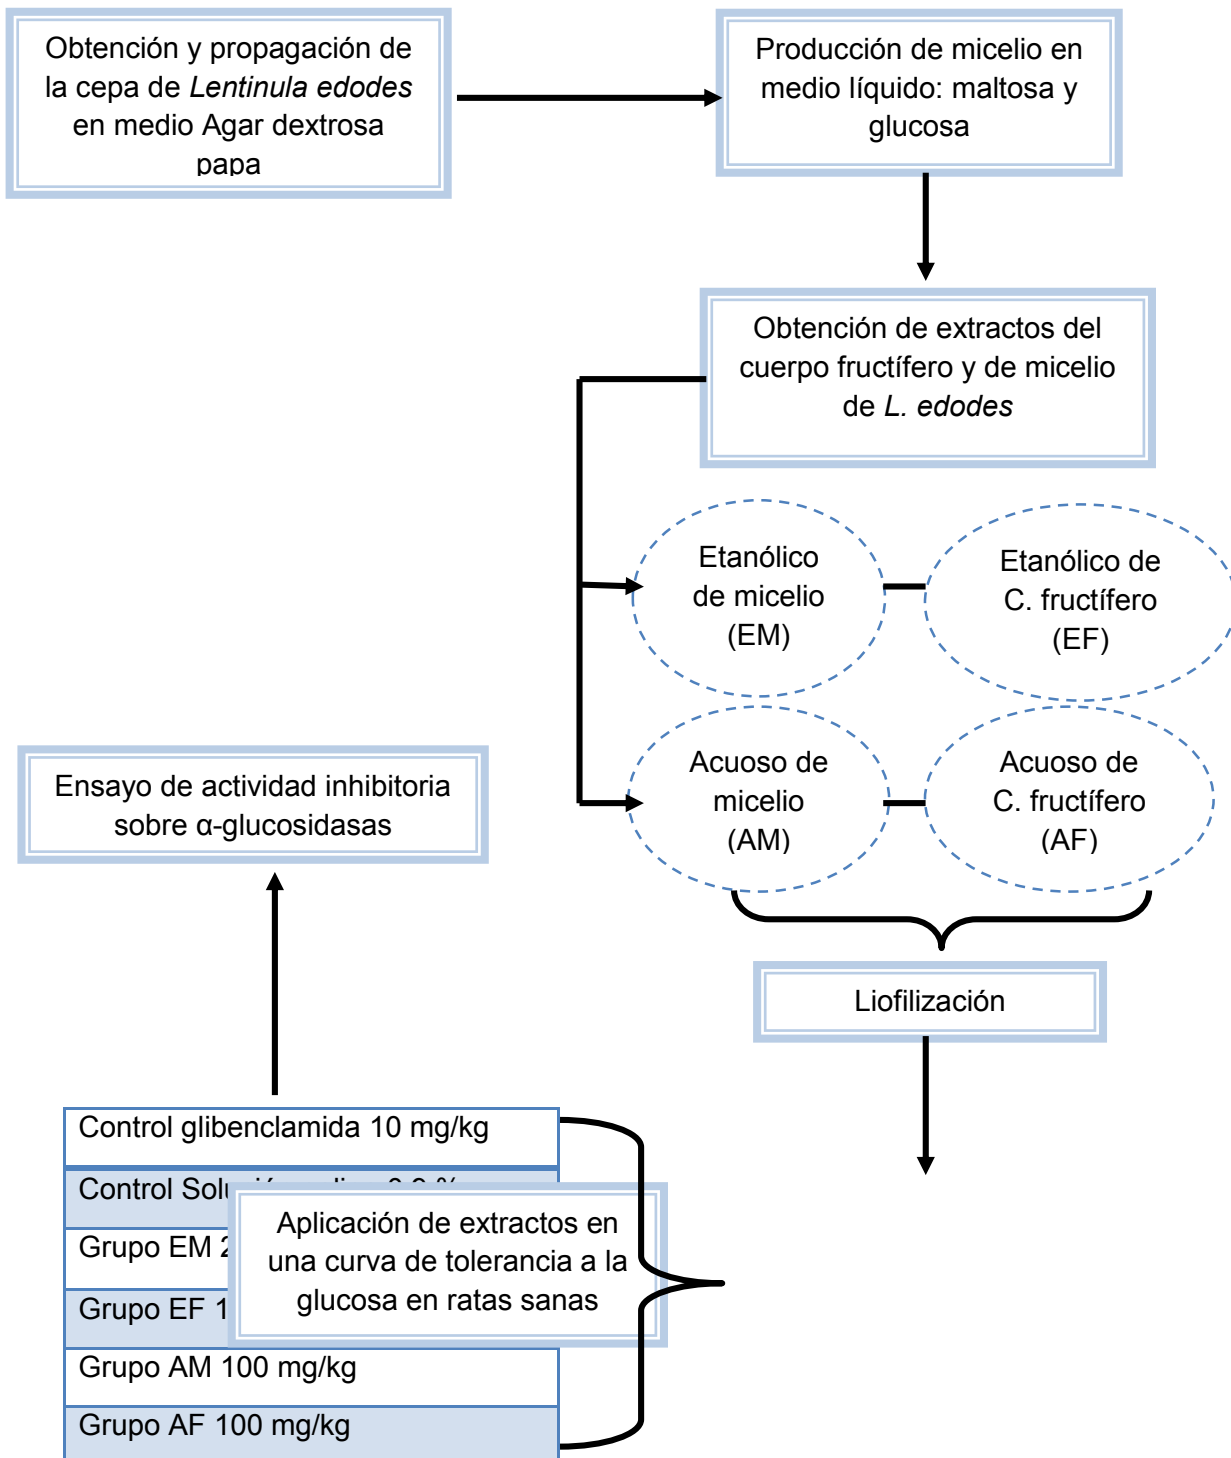 Obtención y propagación de
la cepa de Lentinula edodes
en medio Agar dextrosa
papa
Producción de micelio en
medio líquido: maltosa y
glucosa
Obtención de extractos del
cuerpo fructífero y de micelio
de L. edodes
Etanólico
de micelio
(EM)
Etanólico de
C. fructífero
(EF)
Acuoso de
micelio
(AM)
Acuoso de
C. fructífero
(AF)
Liofilización
Ensayo de actividad inhibitoria
sobre α-glucosidasas
Control glibenclamida 10 mg/kg
Control
Grupo EM
Grupo EF
Grupo AM 100 mg/kg
Grupo AF 100 mg/kg
Aplicación de extractos en
una curva de tolerancia a la
glucosa en ratas sanas